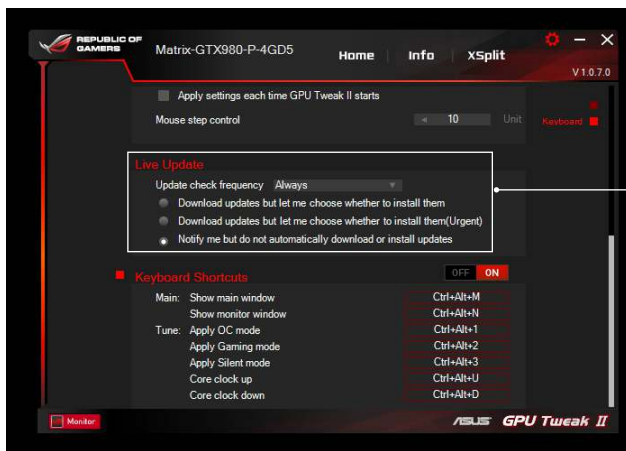 REPUBLIC OF
GAMERS
Matrix-GTX980-P-4GD5
Home Info XSplit
V 1.0.7.0
Apply settings each time GPU Tweak II starts
Mouse step control 10 Unit
Keyboard
Live Update
Update check frequency Always
Download updates but let me choose whether to install them
Download updates but let me choose whether to install them(Urgent)
Notify me but do not automatically download or install updates
Keyboard Shortcuts OFF ON
Main: Show main window Ctrl+Alt+M
Show monitor window Ctrl+Alt+N
Tune: Apply OC mode Ctrl+Alt+1
Apply Gaming mode Ctrl+Alt+2
Apply Silent mode Ctrl+Alt+3
Core clock up Ctrl+Alt+U
Core clock down Ctrl+Alt+D
Monitor
ASUS GPU Tweak II